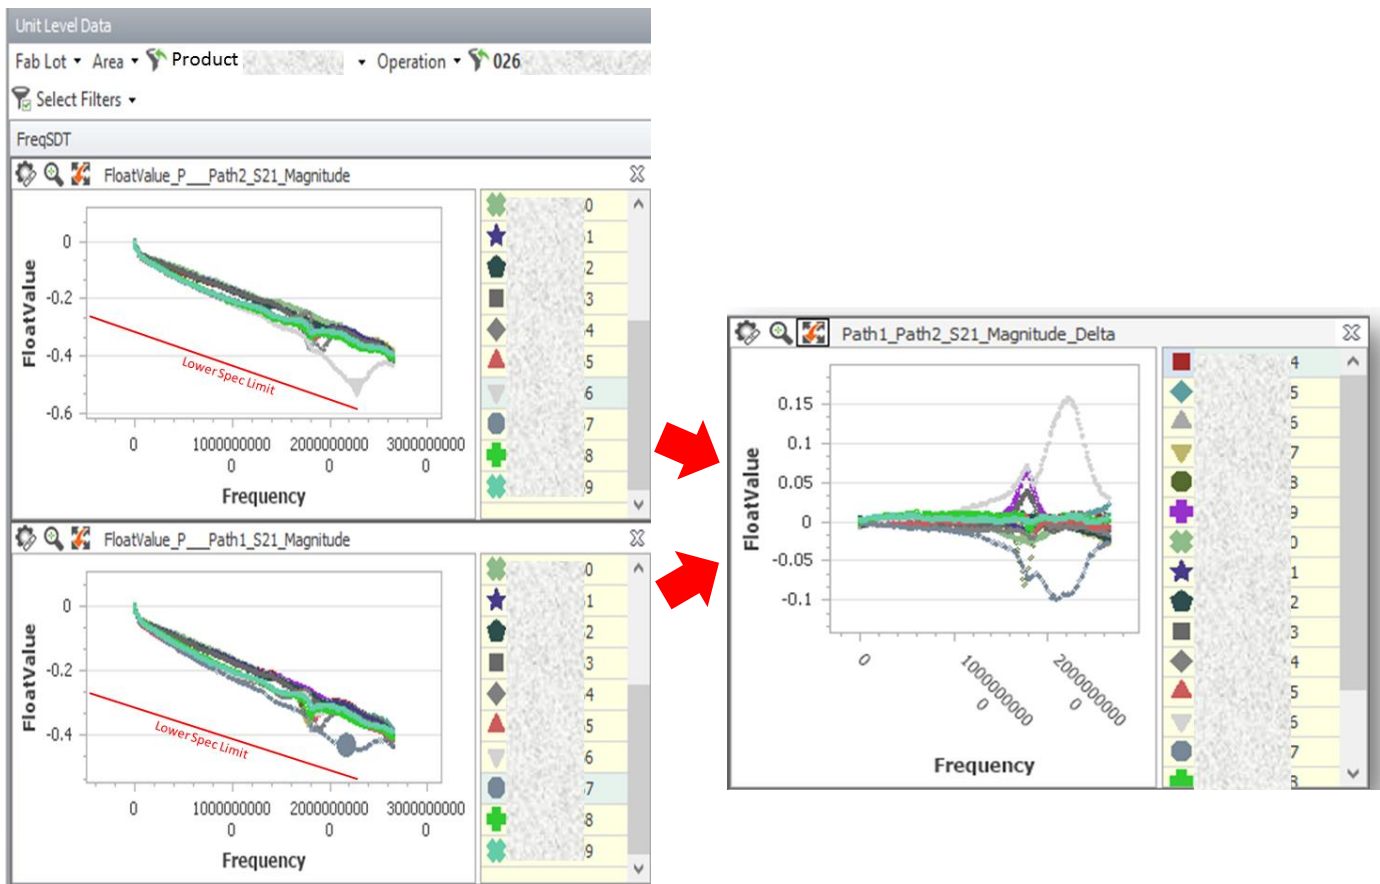 Unit Level Data
Fab Lot Area Product Operation 026
Select Filters
FreqSDT
FloatValue_P___Path2_S21_Magnitude
FloatValue
0
-0.2
-0.4
-0.6
Lower Spec Limit
0
1000000000 2000000000 3000000000
0 0 0
Frequency
0
1
2
3
4
5
6
7
8
9
FloatValue_P___Path1_S21_Magnitude
FloatValue
0
-0.2
-0.4
Lower Spec Limit
0
1000000000 2000000000 3000000000
0 0 0
Frequency
0
1
2
3
4
5
6
7
8
9
Path1_Path2_S21_Magnitude_Delta
FloatValue
0.15
0.1
0.05
0
-0.05
-0.1
0
1000000000
0
2000000000
0
Frequency
4
5
6
7
8
9
0
1
2
3
4
5
6
7
8